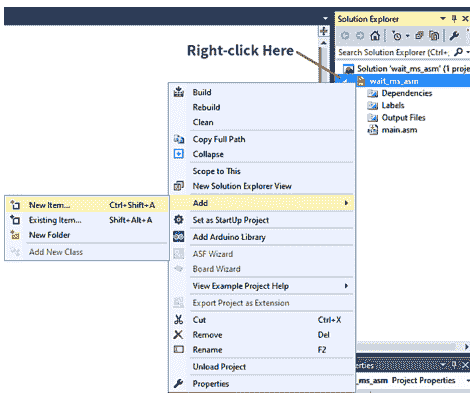 Solution Explorer
Right-click Here
Search Solution Explorer (Ctrl+,
Solution 'wait_ms_asm' (1 proje
wait_ms_asm
Dependencies
Labels
Output Files
main.asm
Build
Rebuild
Clean
Copy Full Path
Collapse
Scope to This
New Solution Explorer View
Add
Set as StartUp Project
Add Arduino Library
ASF Wizard
Board Wizard
View Example Project Help
Export Project as Extension
Cut Ctrl+X
Remove Del
Rename F2
Unload Project
Properties
New Item... Ctrl+Shift+A
Existing Item... Shift+Alt+A
New Folder
Add New Class
erties
_ms_asm Project Properties